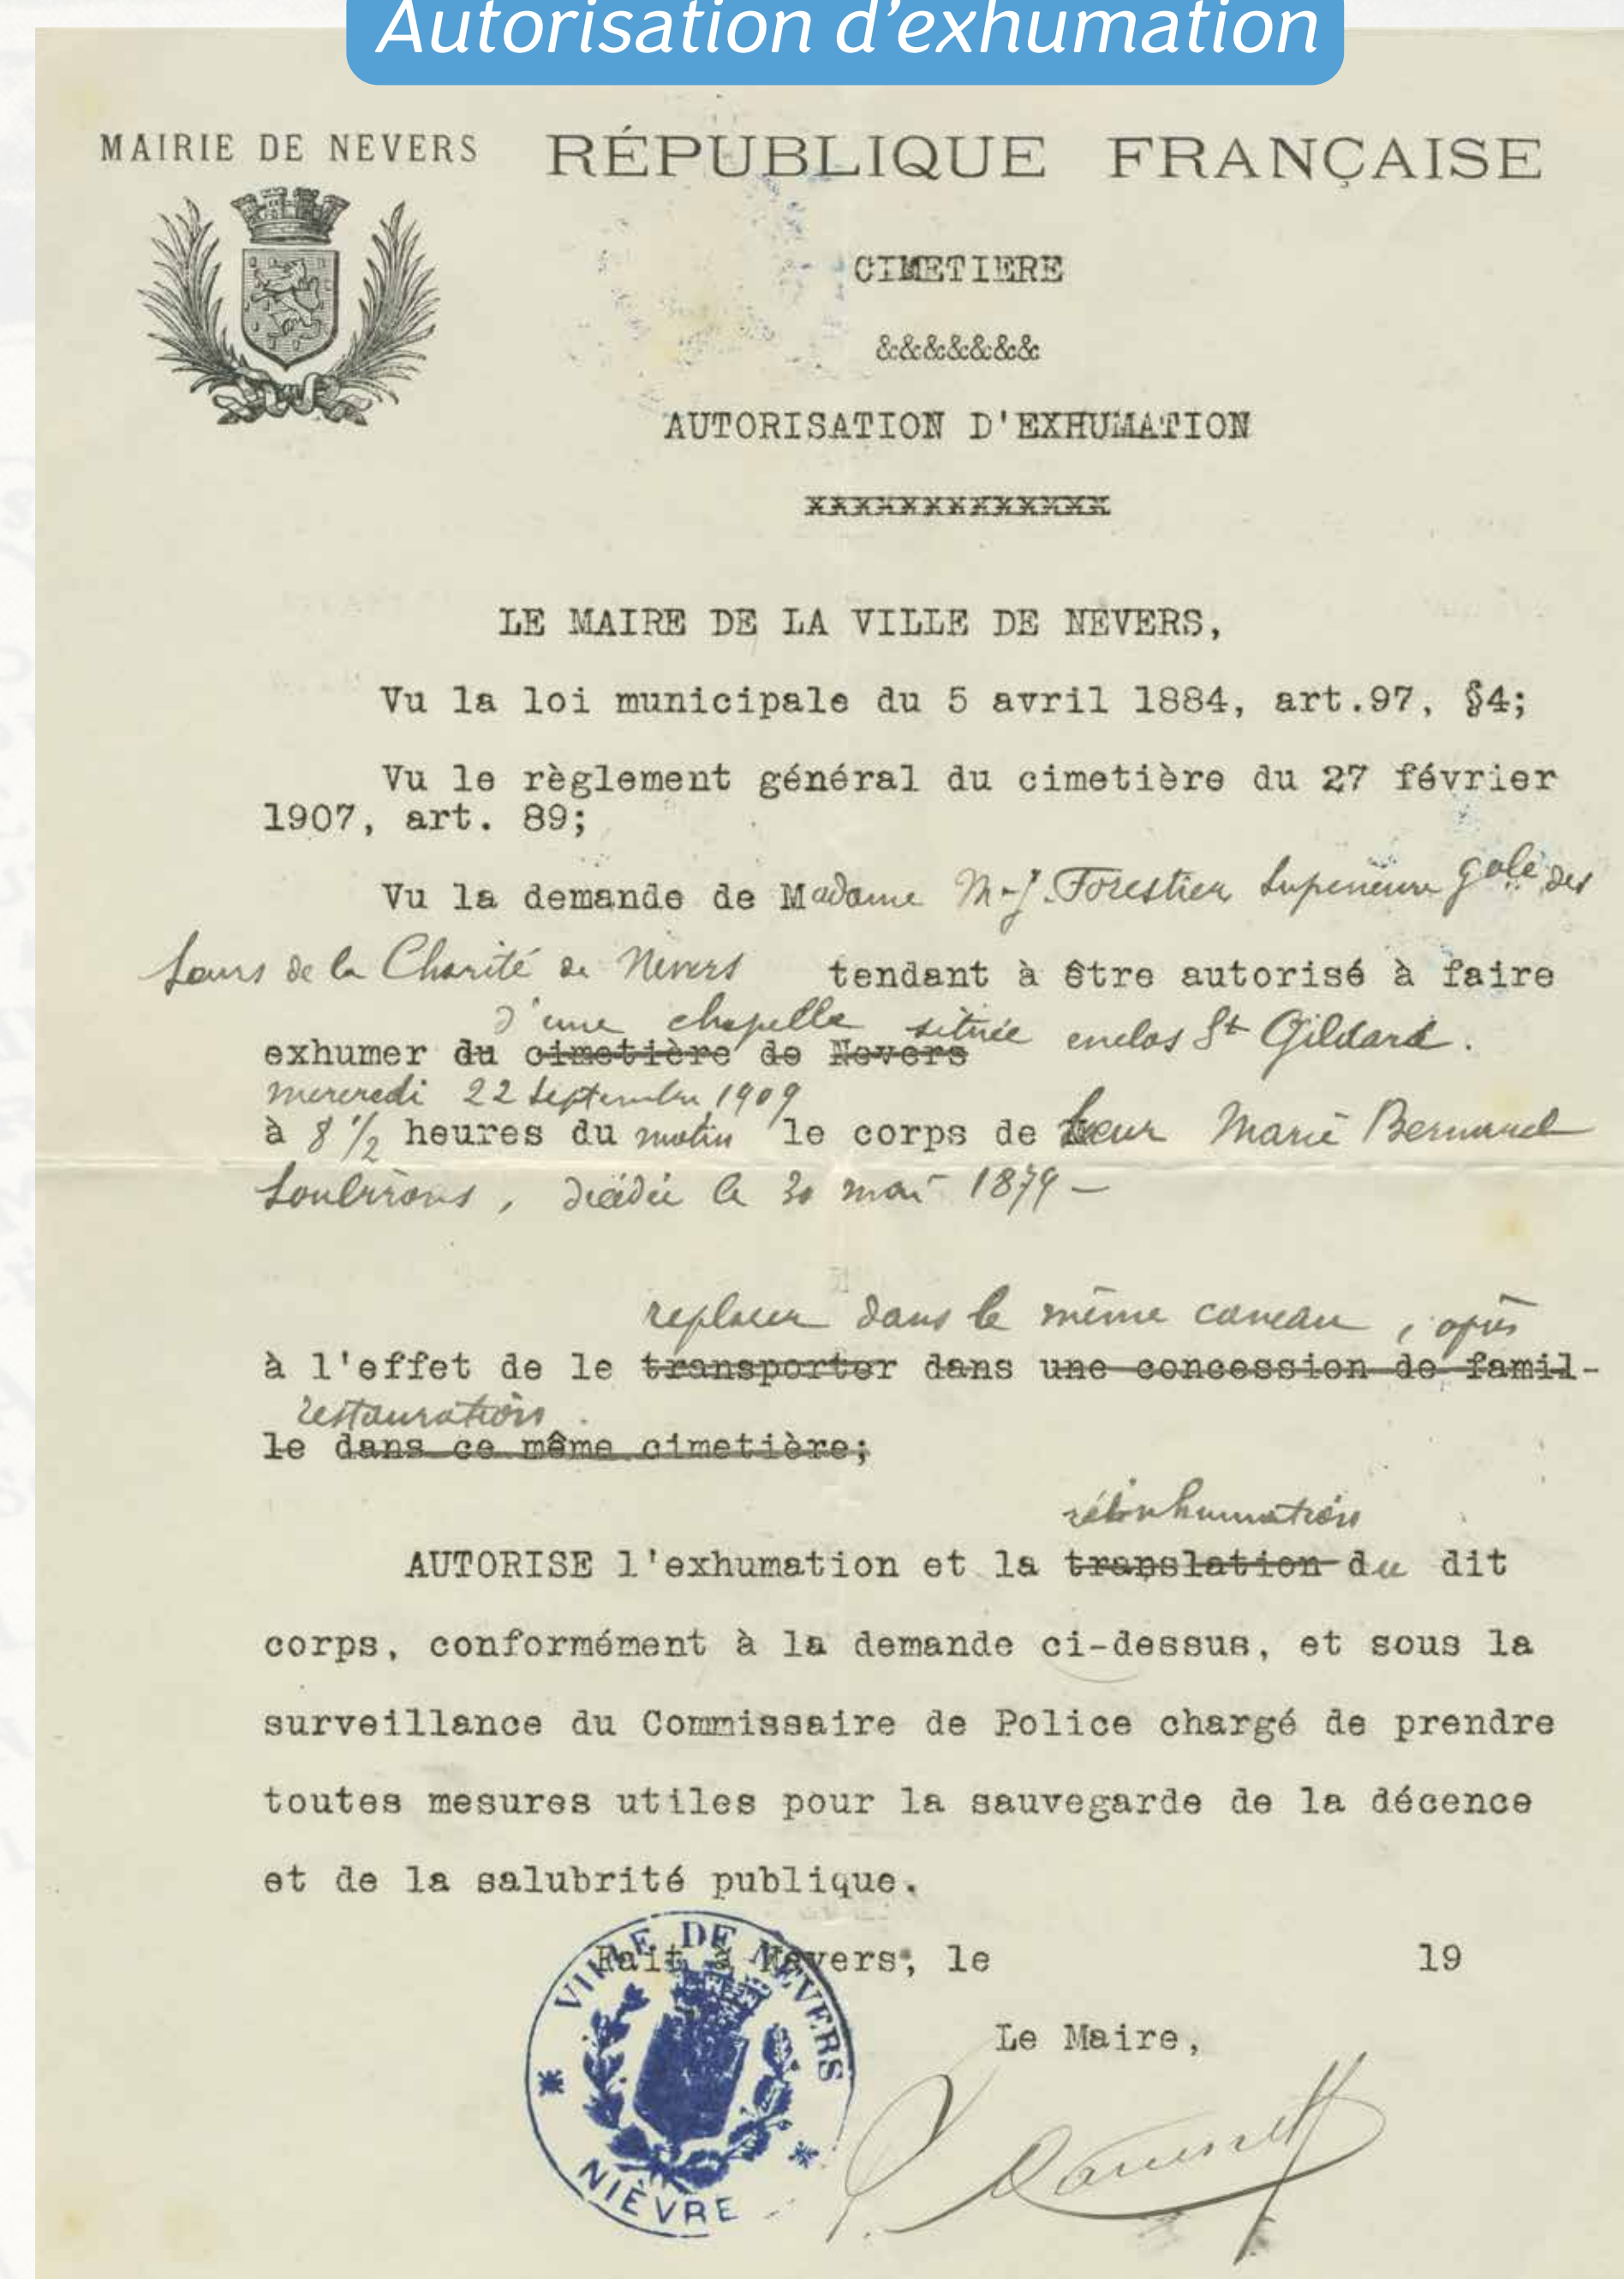 Autorisation d'exhumation
MAIRIE DE NEVERS RÉPUBLIQUE FRANÇAISE
CIMETIERE
&&&&&&&
AUTORISATION D'EXHUMATION
XXXXXXXXXXXXX
LE MAIRE DE LA VILLE DE NEVERS,
Vu la loi municipale du 5 avril 1884, art.97, §4;
Vu le règlement général du cimetière du 27 février
1907, art. 89;
Vu la demande de Madame M-J. Forestier Supérieure gale des
Sœurs de la Charité de Nevers tendant à être autorisé à faire
d'une chapelle située enclos St Gildard.
exhumer du cimetière de Nevers
mercredi 22 Septembre 1909
à 8 1/2 heures du matin le corps de Sœur Marie Bernard
Soubirous, décédée le 30 mai 1879 -
replacer dans le même caveau, après
à l'effet de le transporter dans une concession de famil-
restauration.
le dans ce même cimetière;
réinhumation
AUTORISE l'exhumation et la translation du dit
corps, conformément à la demande ci-dessus, et sous la
surveillance du Commissaire de Police chargé de prendre
toutes mesures utiles pour la sauvegarde de la décence
et de la salubrité publique.
Fait à Nevers, le 19
Le Maire,
VILLE DE NEVERS
NIÈVRE